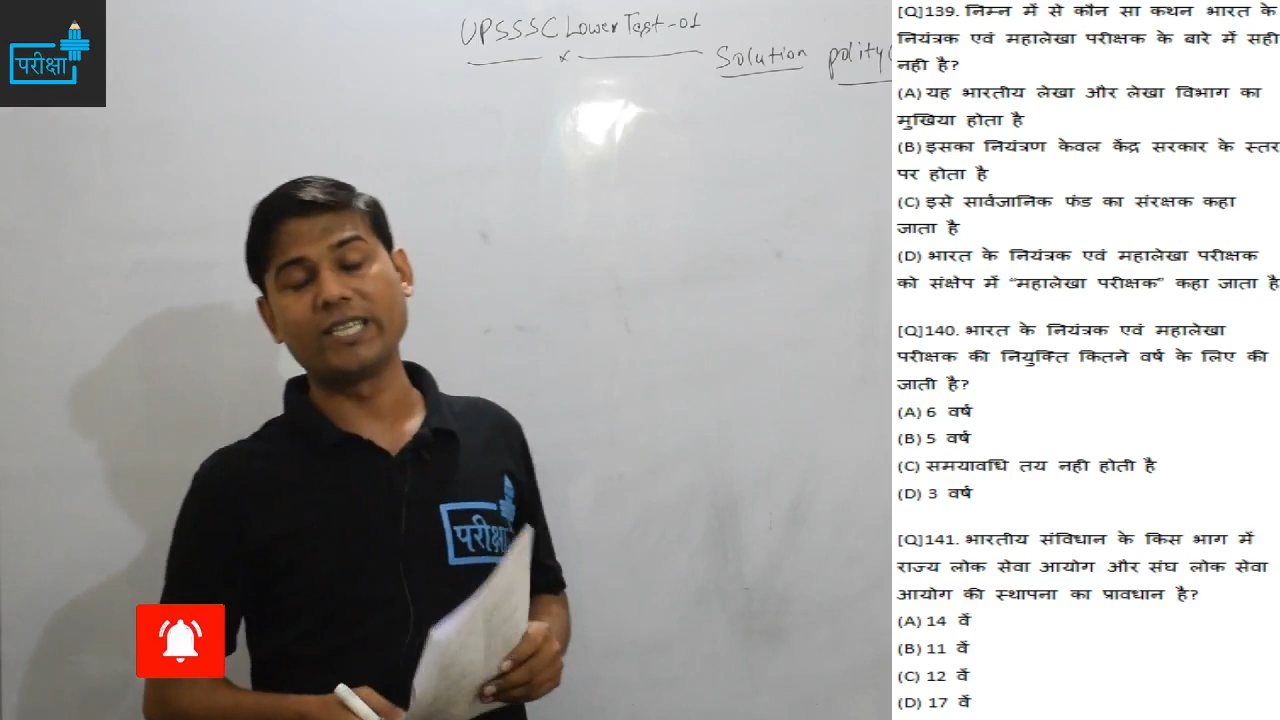 परीक्षा
UPSSSC Lower Test-01
Solution polity
परीक्षा
[Q]139. निम्न में से कौन सा कथन भारत के
नियंत्रक एवं महालेखा परीक्षक के बारे में सही
नही है?
(A) यह भारतीय लेखा और लेखा विभाग का
मुखिया होता है
(B) इसका नियंत्रण केवल केंद्र सरकार के स्तर
पर होता है
(C) इसे सार्वजानिक फंड का संरक्षक कहा
जाता है
(D) भारत के नियंत्रक एवं महालेखा परीक्षक
को संक्षेप में “महालेखा परीक्षक” कहा जाता है
[Q]140. भारत के नियंत्रक एवं महालेखा
परीक्षक की नियुक्ति कितने वर्ष के लिए की
जाती है?
(A) 6 वर्ष
(B) 5 वर्ष
(C) समयावधि तय नही होती है
(D) 3 वर्ष
[Q]141. भारतीय संविधान के किस भाग में
राज्य लोक सेवा आयोग और संघ लोक सेवा
आयोग की स्थापना का प्रावधान है?
(A) 14 वें
(B) 11 वें
(C) 12 वें
(D) 17 वें